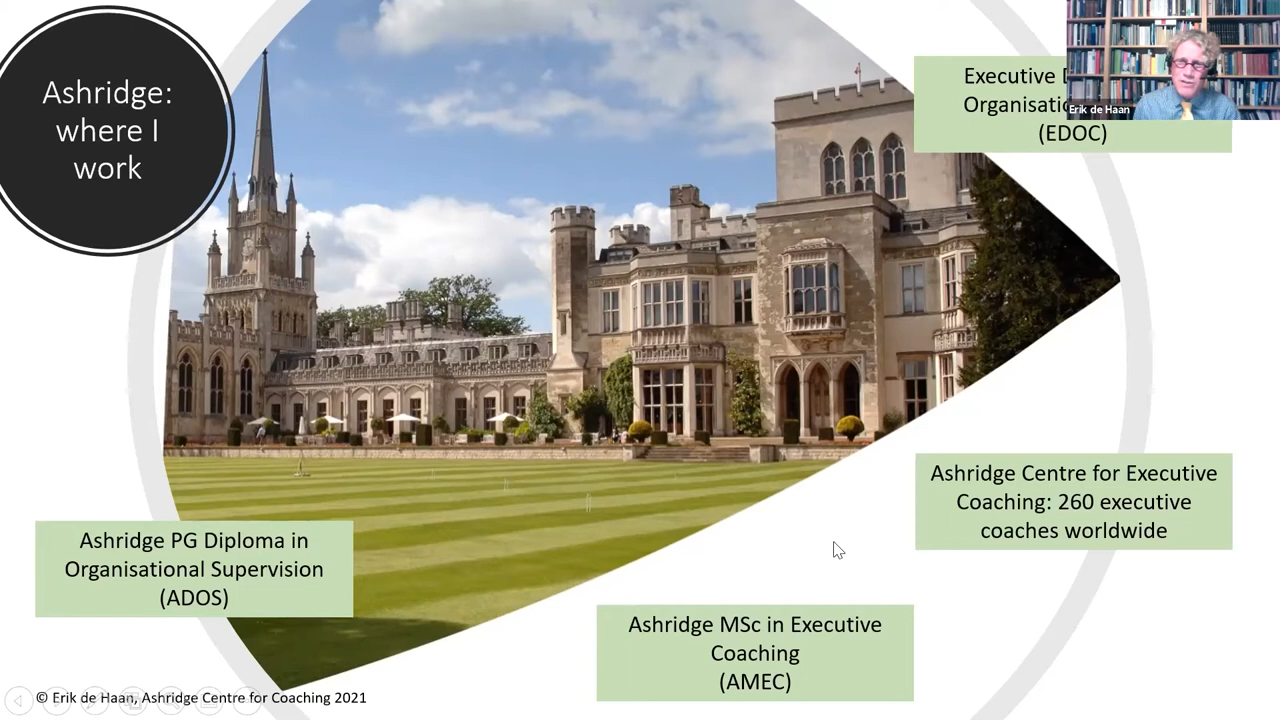 Ashridge:
where I
work
Executive
Organisatio
(EDOC)
Erik de Haan
Ashridge Centre for Executive
Coaching: 260 executive
coaches worldwide
Ashridge PG Diploma in
Organisational Supervision
(ADOS)
Ashridge MSc in Executive
Coaching
(AMEC)
© Erik de Haan, Ashridge Centre for Coaching 2021